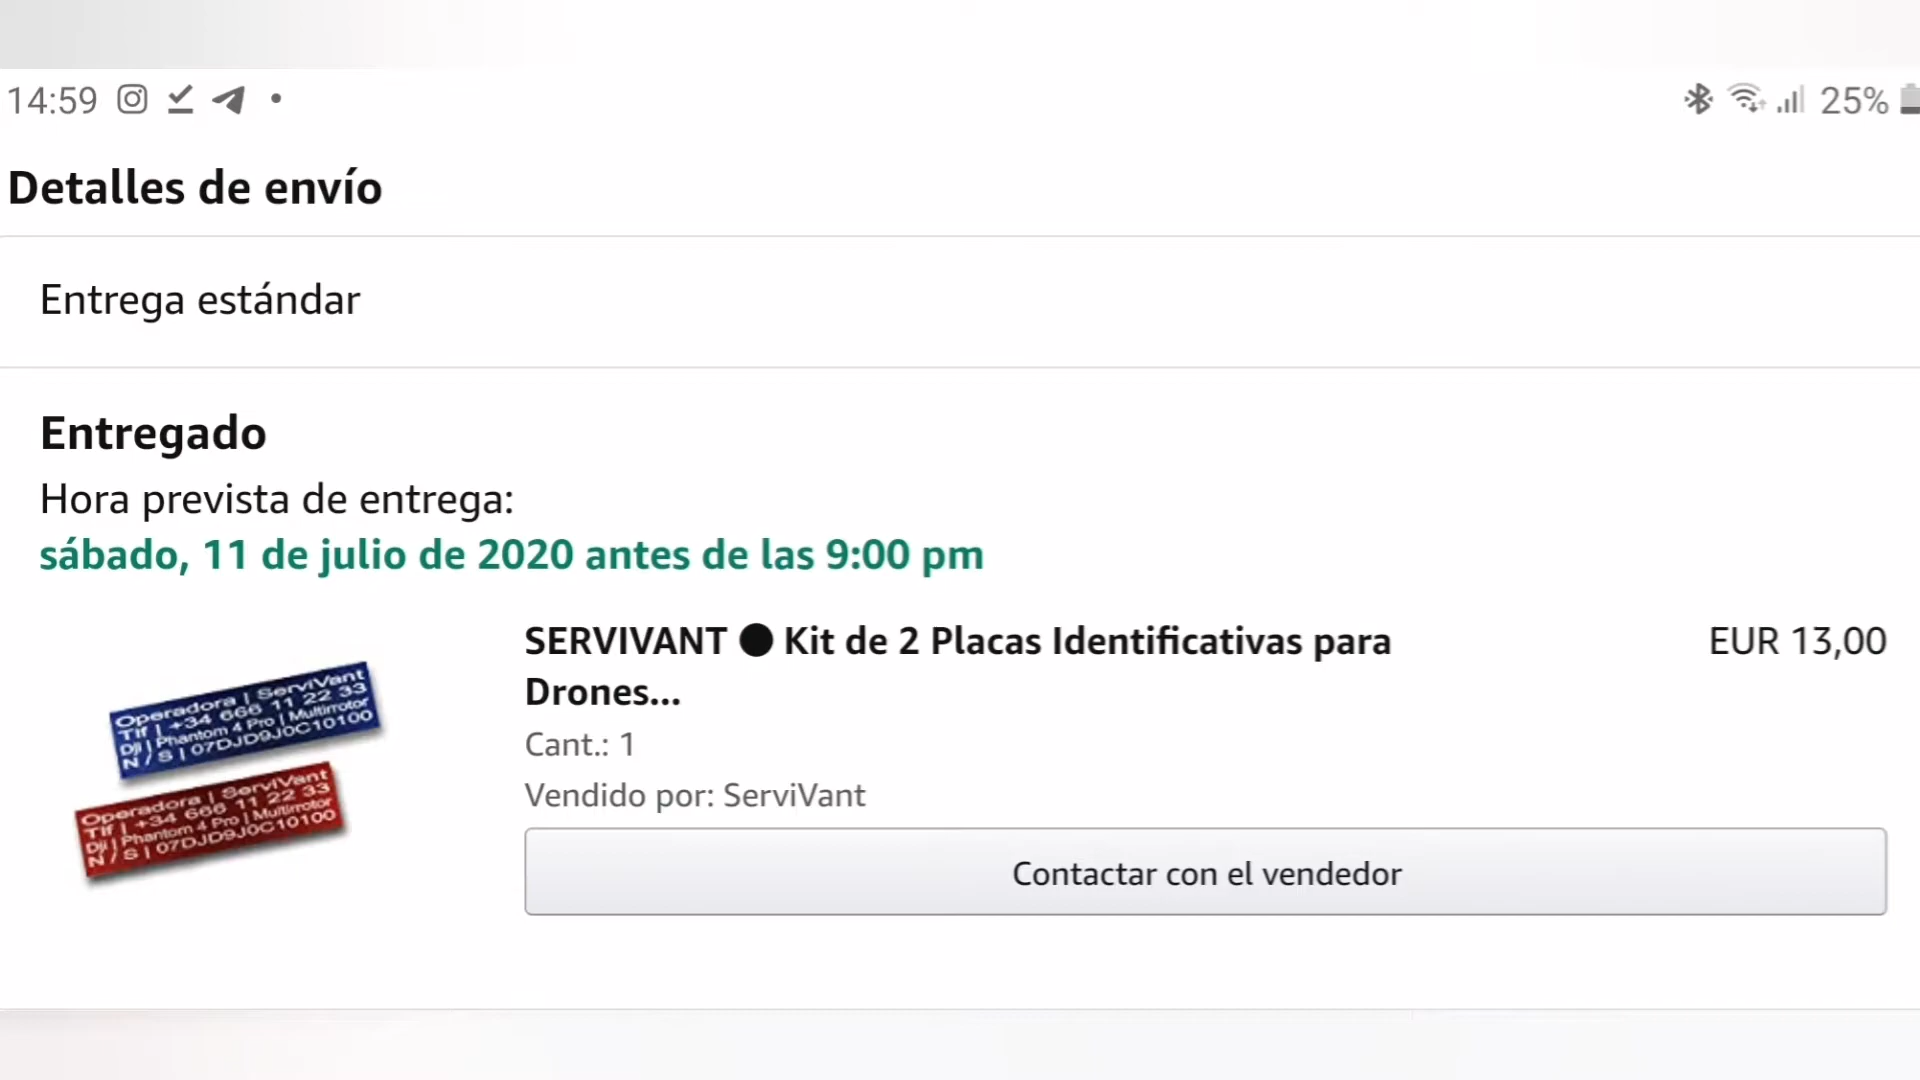 14:59
25%
Detalles de envío
Entrega estándar
Entregado
Hora prevista de entrega:
sábado, 11 de julio de 2020 antes de las 9:00 pm
SERVIVANT ● Kit de 2 Placas Identificativas para
Drones...
EUR 13,00
Cant.: 1
Vendido por: ServiVant
Contactar con el vendedor
Operadora | ServiVant
Tlf | +34 666 11 22 33
Dji | Phantom 4 Pro | Multirrotor
N / S | 07DJD9J0C10100
Operadora | ServiVant
Tlf | +34 666 11 22 33
Dji | Phantom 4 Pro | Multirrotor
N / S | 07DJD9J0C10100